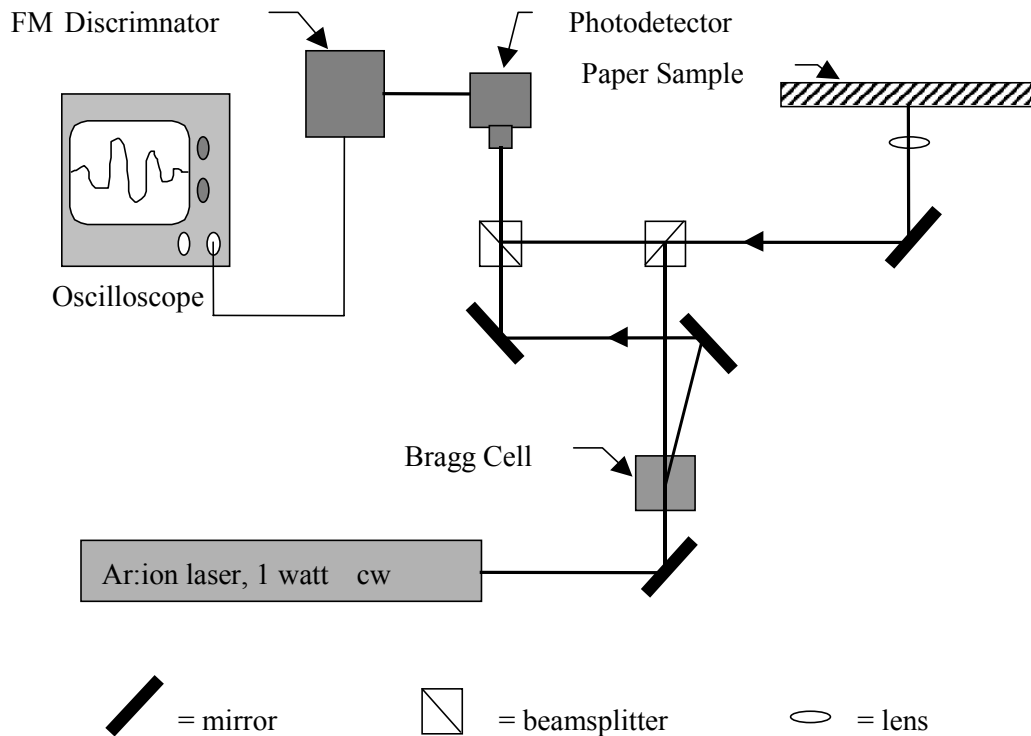 FM Discrimnator
Photodetector
Paper Sample
Oscilloscope
Bragg Cell
Ar:ion laser, 1 watt cw
= mirror
= beamsplitter
= lens